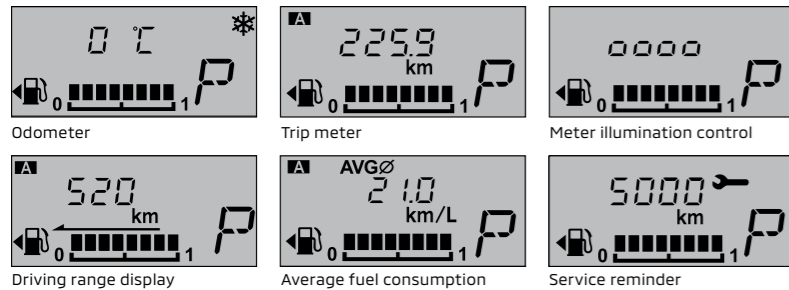 0 °C
P
0 1
Odometer
A
225.9
km
P
0 1
Trip meter
oooo
P
0 1
Meter illumination control
A
520
km
P
0 1
Driving range display
A AVGØ
21.0
km/L
P
0 1
Average fuel consumption
5000
km
P
0 1
Service reminder